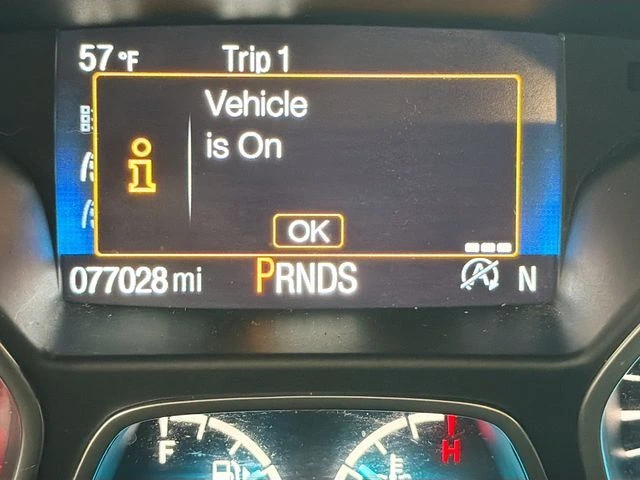 57 °F Trip 1
Vehicle
is On
i
OK
077028 mi PRNDS A N
F H